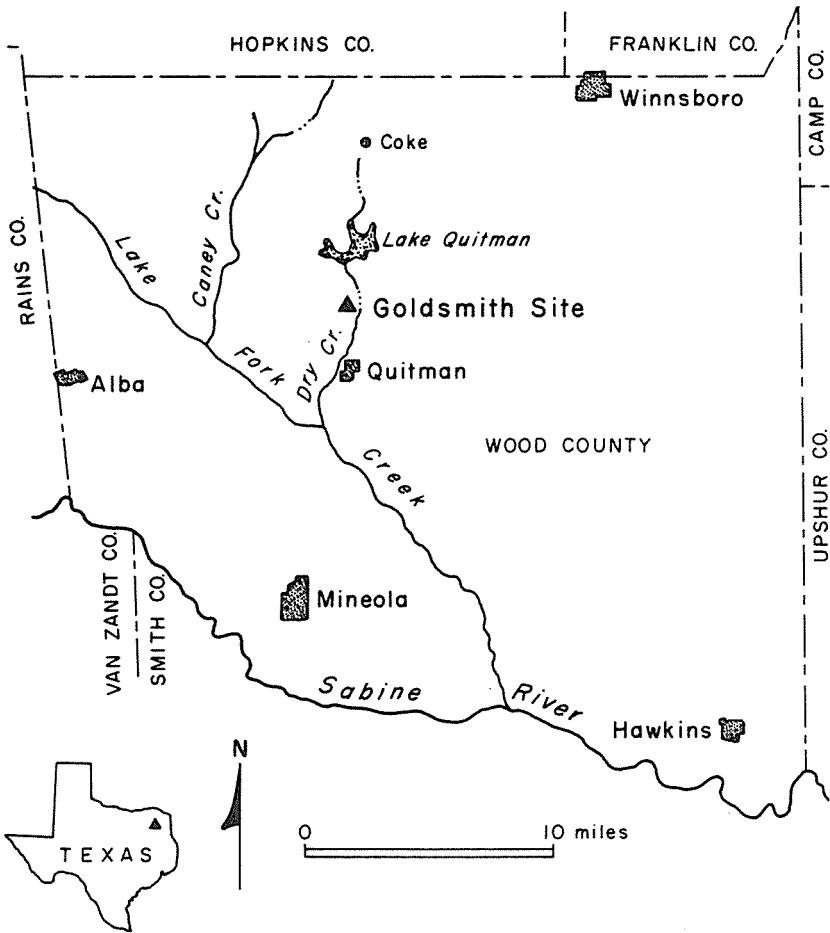 HOPKINS CO.
FRANKLIN CO.
CAMP CO.
Winnsboro
Coke
Caney Cr.
Lake Quitman
RAINS CO.
Lake Fork Creek
Goldsmith Site
Dry Cr.
Quitman
Alba
WOOD COUNTY
UPSHUR CO.
VAN ZANDT CO.
SMITH CO.
Mineola
Sabine River
Hawkins
N
TEXAS
0 10 miles